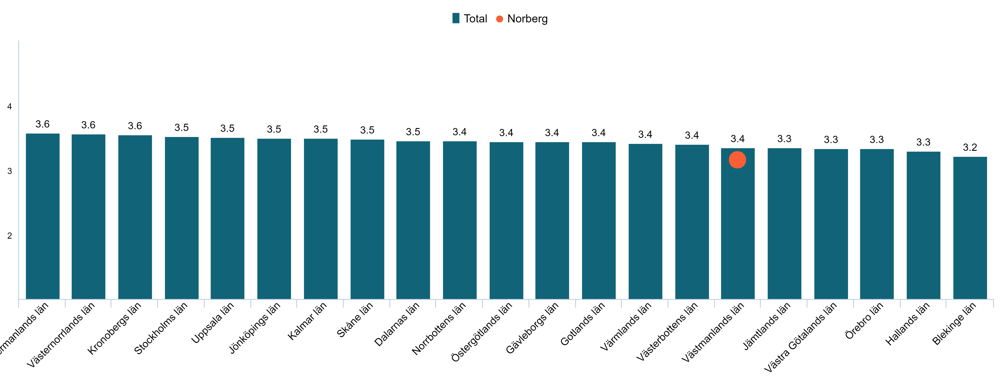 Total Norberg
4
3
2
3.6 3.6 3.6 3.5 3.5 3.5 3.5 3.5 3.5 3.4 3.4 3.4 3.4 3.4 3.4 3.4 3.3 3.3 3.3 3.3 3.2
ermanlands län
Västernorrlands län
Kronobergs län
Stockholms län
Uppsala län
Jönköpings län
Kalmar län
Skåne län
Dalarnas län
Norrbottens län
Östergötlands län
Gävleborgs län
Gotlands län
Värmlands län
Västerbottens län
Västmanlands län
Jämtlands län
Västra Götalands län
Örebro län
Hallands län
Blekinge län